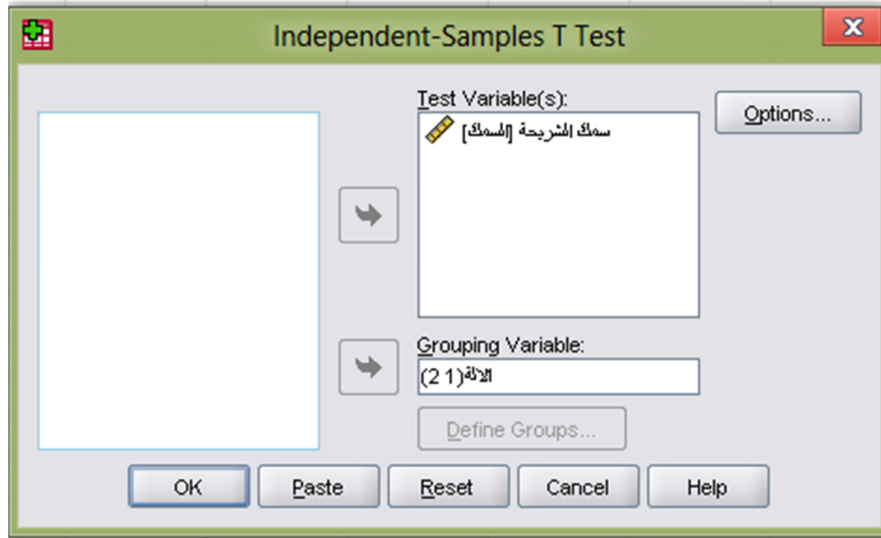 Independent-Samples T Test
Test Variable(s):
Options...
سمك الشريحة [السمك]
Grouping Variable:
الالة(1 2)
Define Groups...
OK
Paste
Reset
Cancel
Help